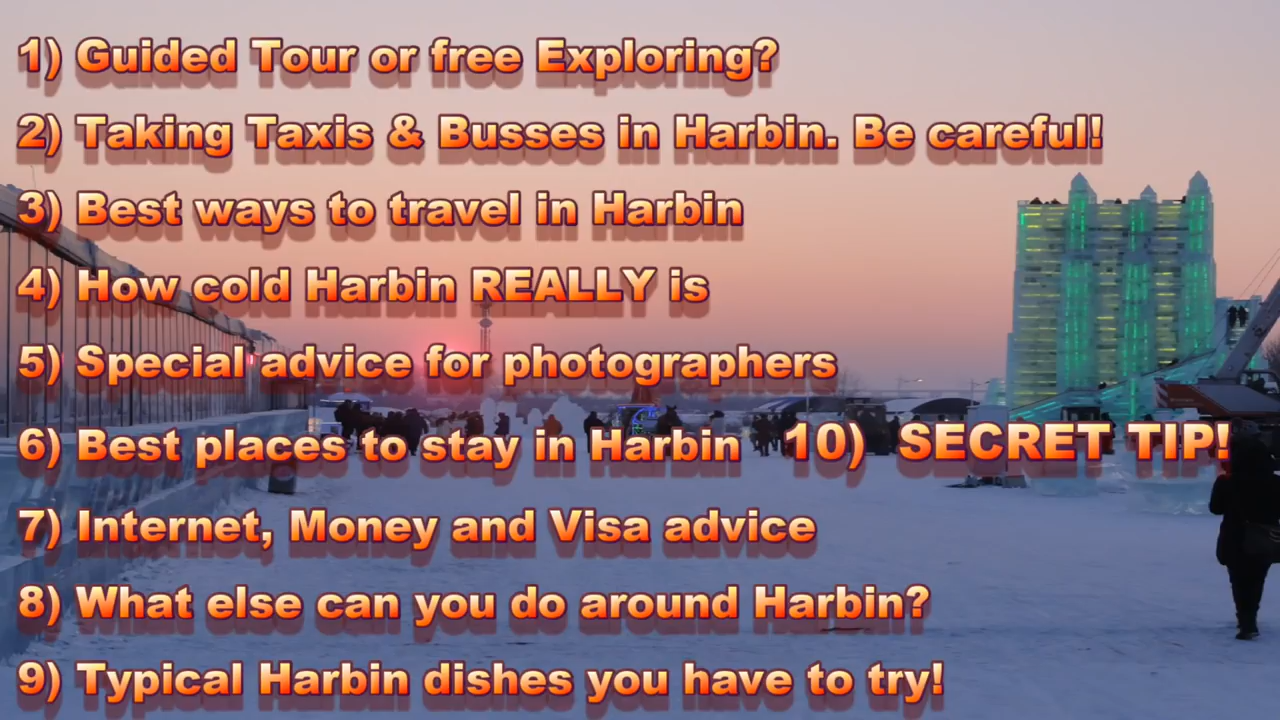 1) Guided Tour or free Exploring?
2) Taking Taxis & Busses in Harbin. Be careful!
3) Best ways to travel in Harbin
4) How cold Harbin REALLY is
5) Special advice for photographers
6) Best places to stay in Harbin
10) SECRET TIP!
7) Internet, Money and Visa advice
8) What else can you do around Harbin?
9) Typical Harbin dishes you have to try!